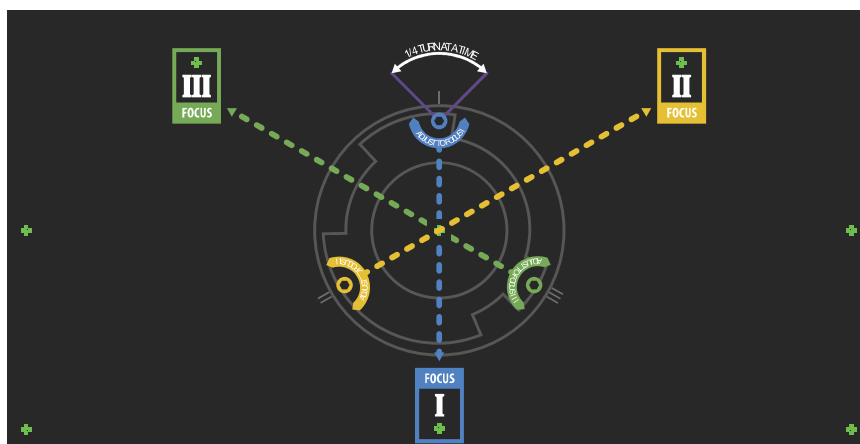 1/4 TURN AT A TIME
III
FOCUS
II
FOCUS
ADJUST TO FOCUS I
FOCUS
I